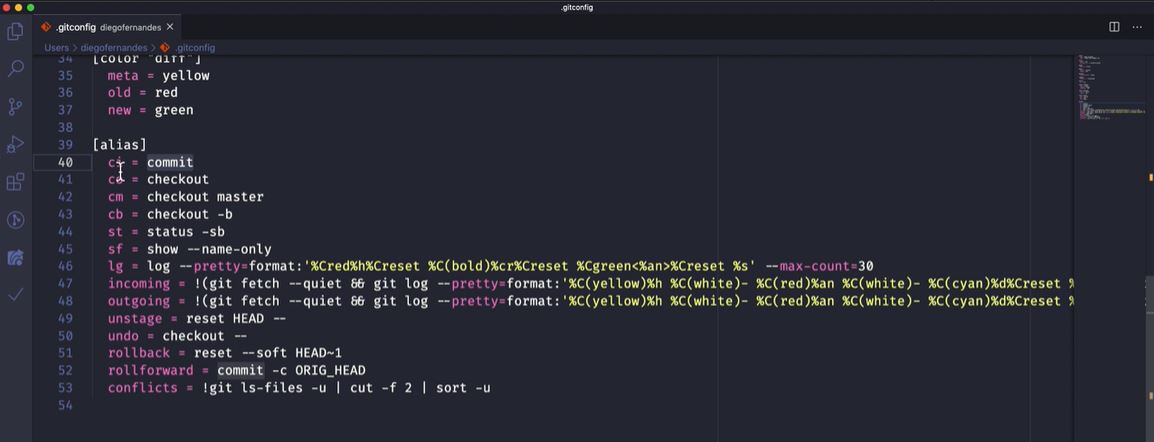 .gitconfig
.gitconfig diegofernandes
Users > diegofernandes > .gitconfig
34 [color "diff"]
35 meta = yellow
36 old = red
37 new = green
38
39 [alias]
40 ci = commit
41 co = checkout
42 cm = checkout master
43 cb = checkout -b
44 st = status -sb
45 sf = show --name-only
46 lg = log --pretty=format:'%Cred%h%Creset %C(bold)%cr%Creset %Cgreen<%an>%Creset %s' --max-count=30
47 incoming = !(git fetch --quiet && git log --pretty=format:'%C(yellow)%h %C(white)- %C(red)%an %C(white)- %C(cyan)%d%Creset %
48 outgoing = !(git fetch --quiet && git log --pretty=format:'%C(yellow)%h %C(white)- %C(red)%an %C(white)- %C(cyan)%d%Creset %
49 unstage = reset HEAD --
50 undo = checkout --
51 rollback = reset --soft HEAD~1
52 rollforward = commit -c ORIG_HEAD
53 conflicts = !git ls-files -u | cut -f 2 | sort -u
54